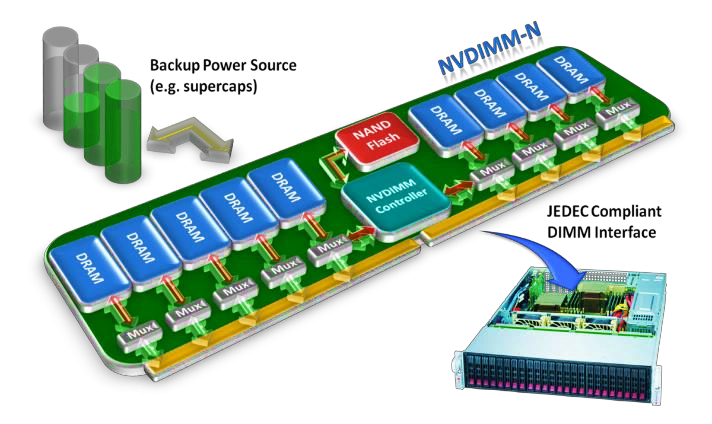 NVDIMM-N
Backup Power Source
(e.g. supercaps)
DRAM
DRAM
DRAM
DRAM
NAND
Flash
Mux
Mux
Mux
Mux
DRAM
DRAM
DRAM
DRAM
DRAM
NVDIMM
Controller
Mux
Mux
Mux
Mux
Mux
JEDEC Compliant
DIMM Interface